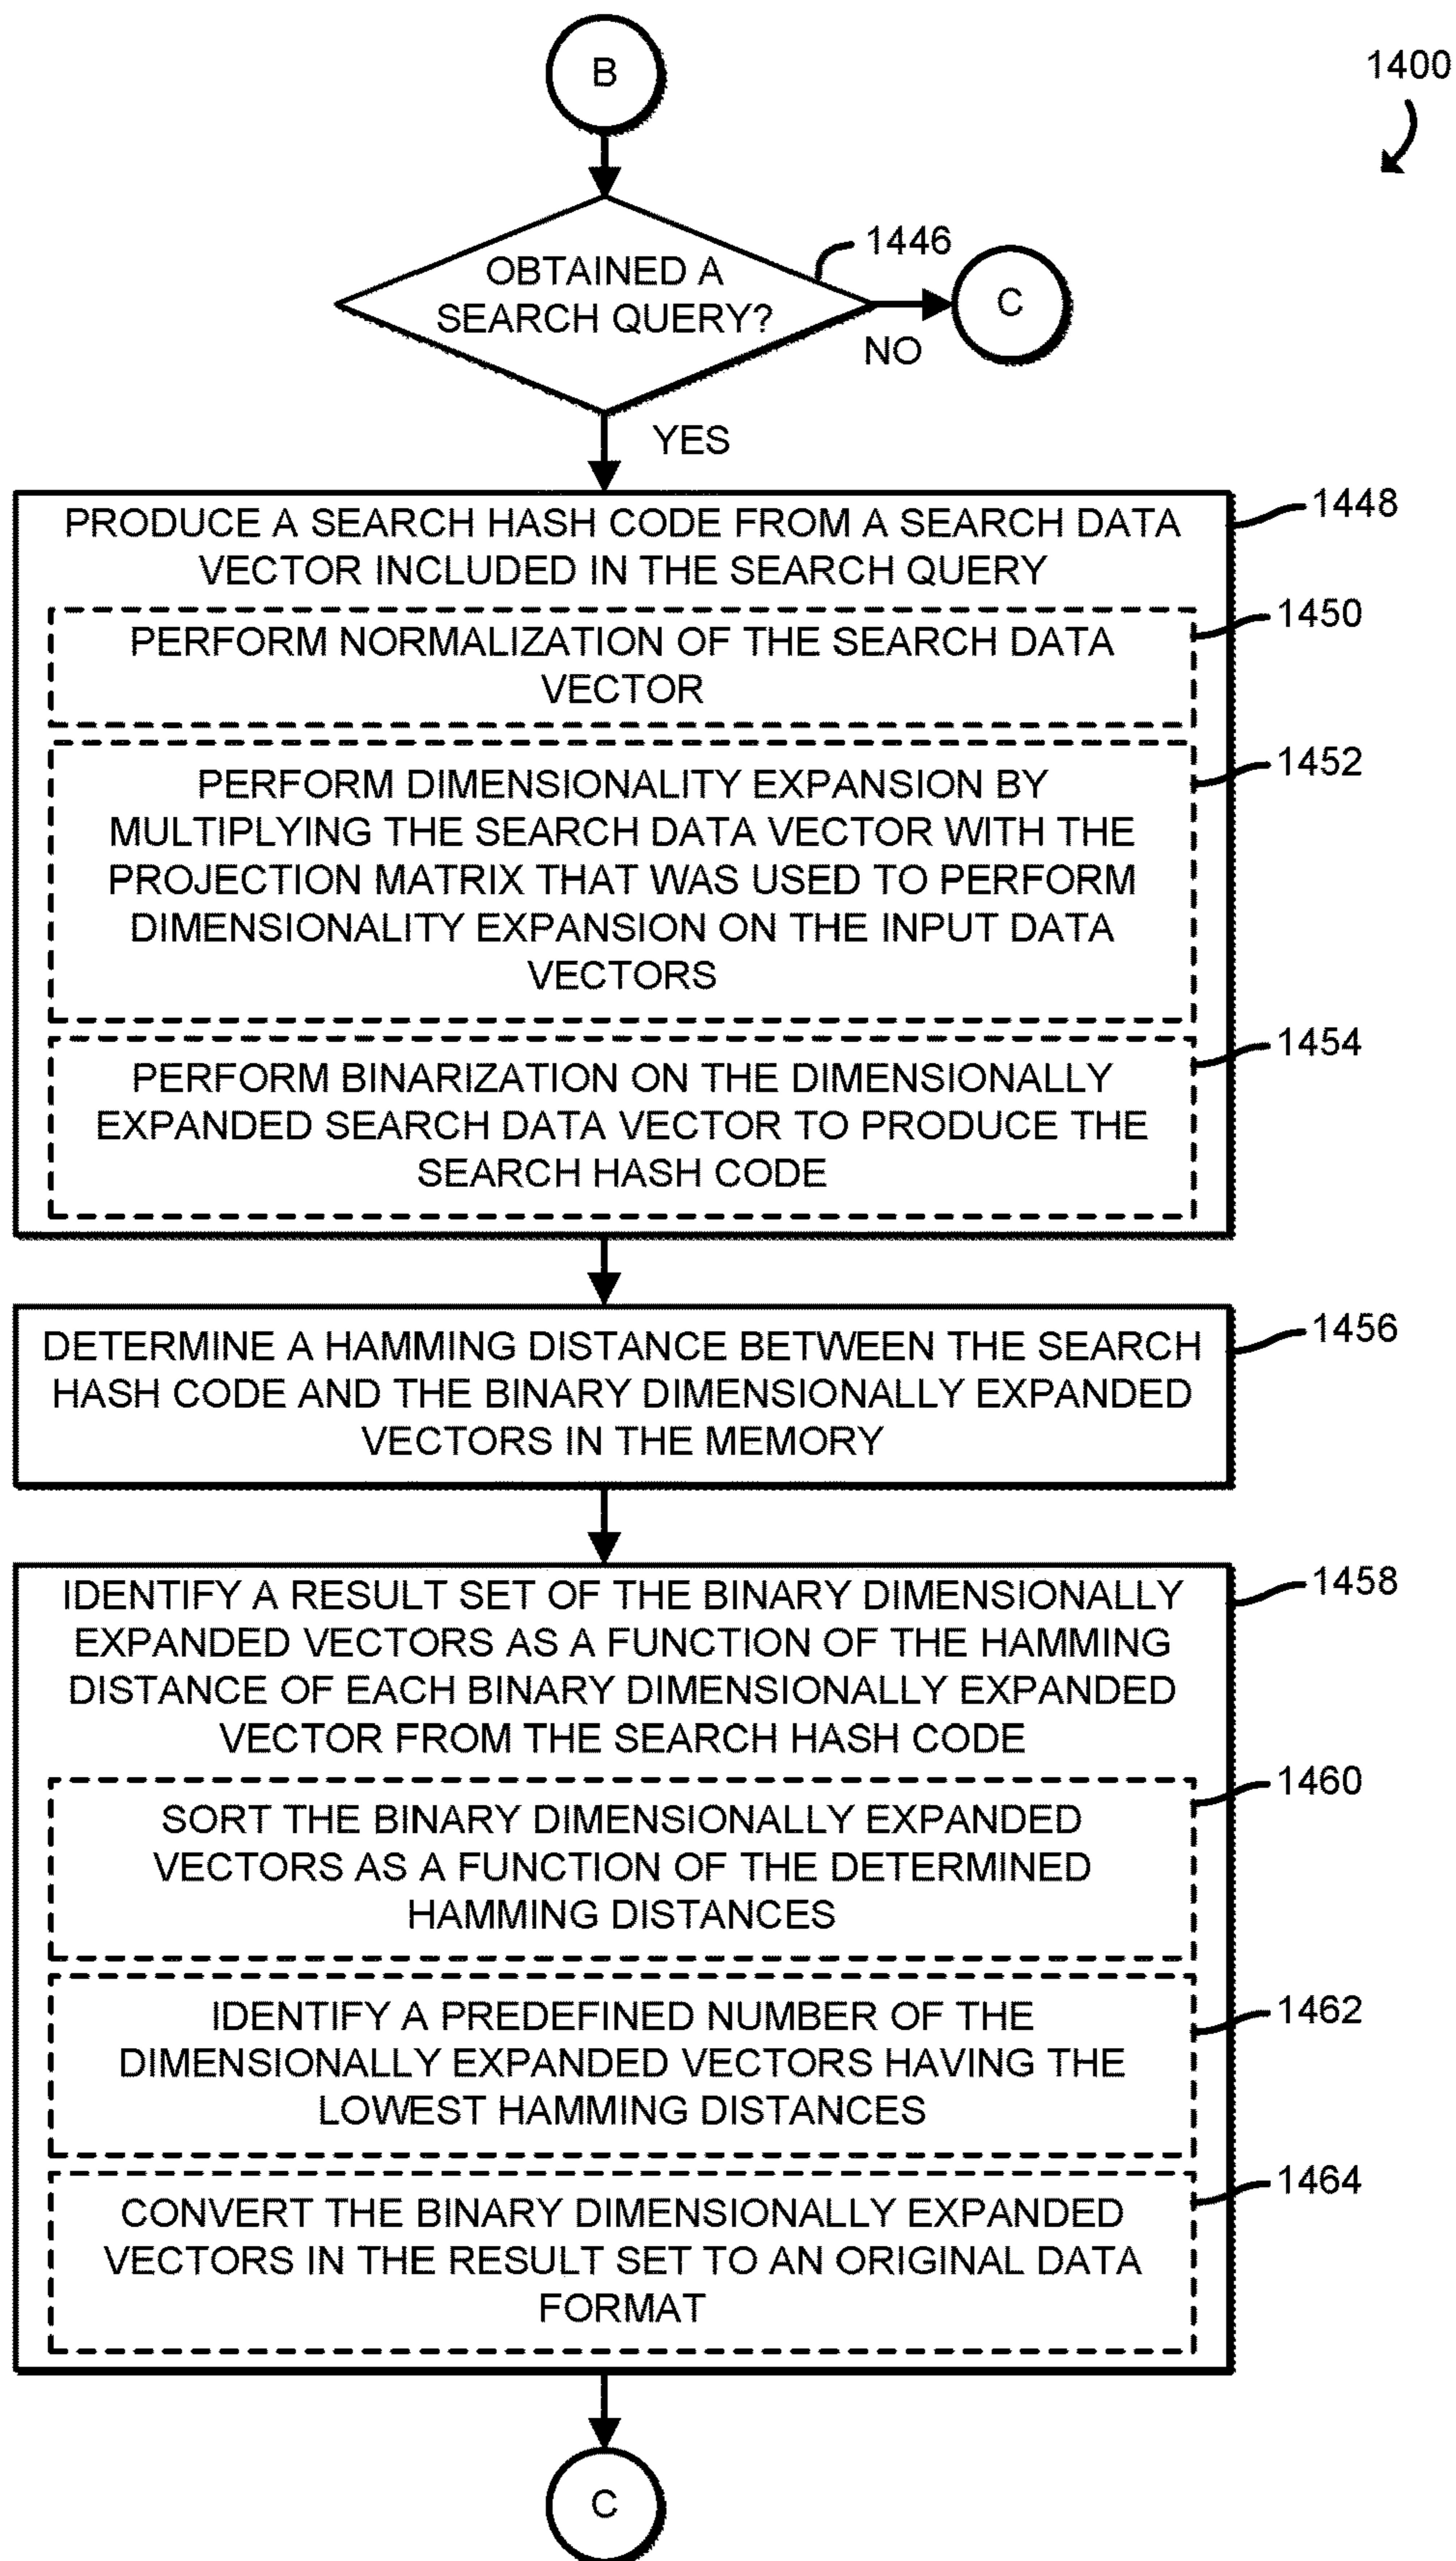 B
1400
OBTAINED A
SEARCH QUERY?
1446
C
NO
YES
PRODUCE A SEARCH HASH CODE FROM A SEARCH DATA
VECTOR INCLUDED IN THE SEARCH QUERY
1448
PERFORM NORMALIZATION OF THE SEARCH DATA
VECTOR
1450
PERFORM DIMENSIONALITY EXPANSION BY
MULTIPLYING THE SEARCH DATA VECTOR WITH THE
PROJECTION MATRIX THAT WAS USED TO PERFORM
DIMENSIONALITY EXPANSION ON THE INPUT DATA
VECTORS
1452
PERFORM BINARIZATION ON THE DIMENSIONALLY
EXPANDED SEARCH DATA VECTOR TO PRODUCE THE
SEARCH HASH CODE
1454
DETERMINE A HAMMING DISTANCE BETWEEN THE SEARCH
HASH CODE AND THE BINARY DIMENSIONALLY EXPANDED
VECTORS IN THE MEMORY
1456
IDENTIFY A RESULT SET OF THE BINARY DIMENSIONALLY
EXPANDED VECTORS AS A FUNCTION OF THE HAMMING
DISTANCE OF EACH BINARY DIMENSIONALLY EXPANDED
VECTOR FROM THE SEARCH HASH CODE
1458
SORT THE BINARY DIMENSIONALLY EXPANDED
VECTORS AS A FUNCTION OF THE DETERMINED
HAMMING DISTANCES
1460
IDENTIFY A PREDEFINED NUMBER OF THE
DIMENSIONALLY EXPANDED VECTORS HAVING THE
LOWEST HAMMING DISTANCES
1462
CONVERT THE BINARY DIMENSIONALLY EXPANDED
VECTORS IN THE RESULT SET TO AN ORIGINAL DATA
FORMAT
1464
C